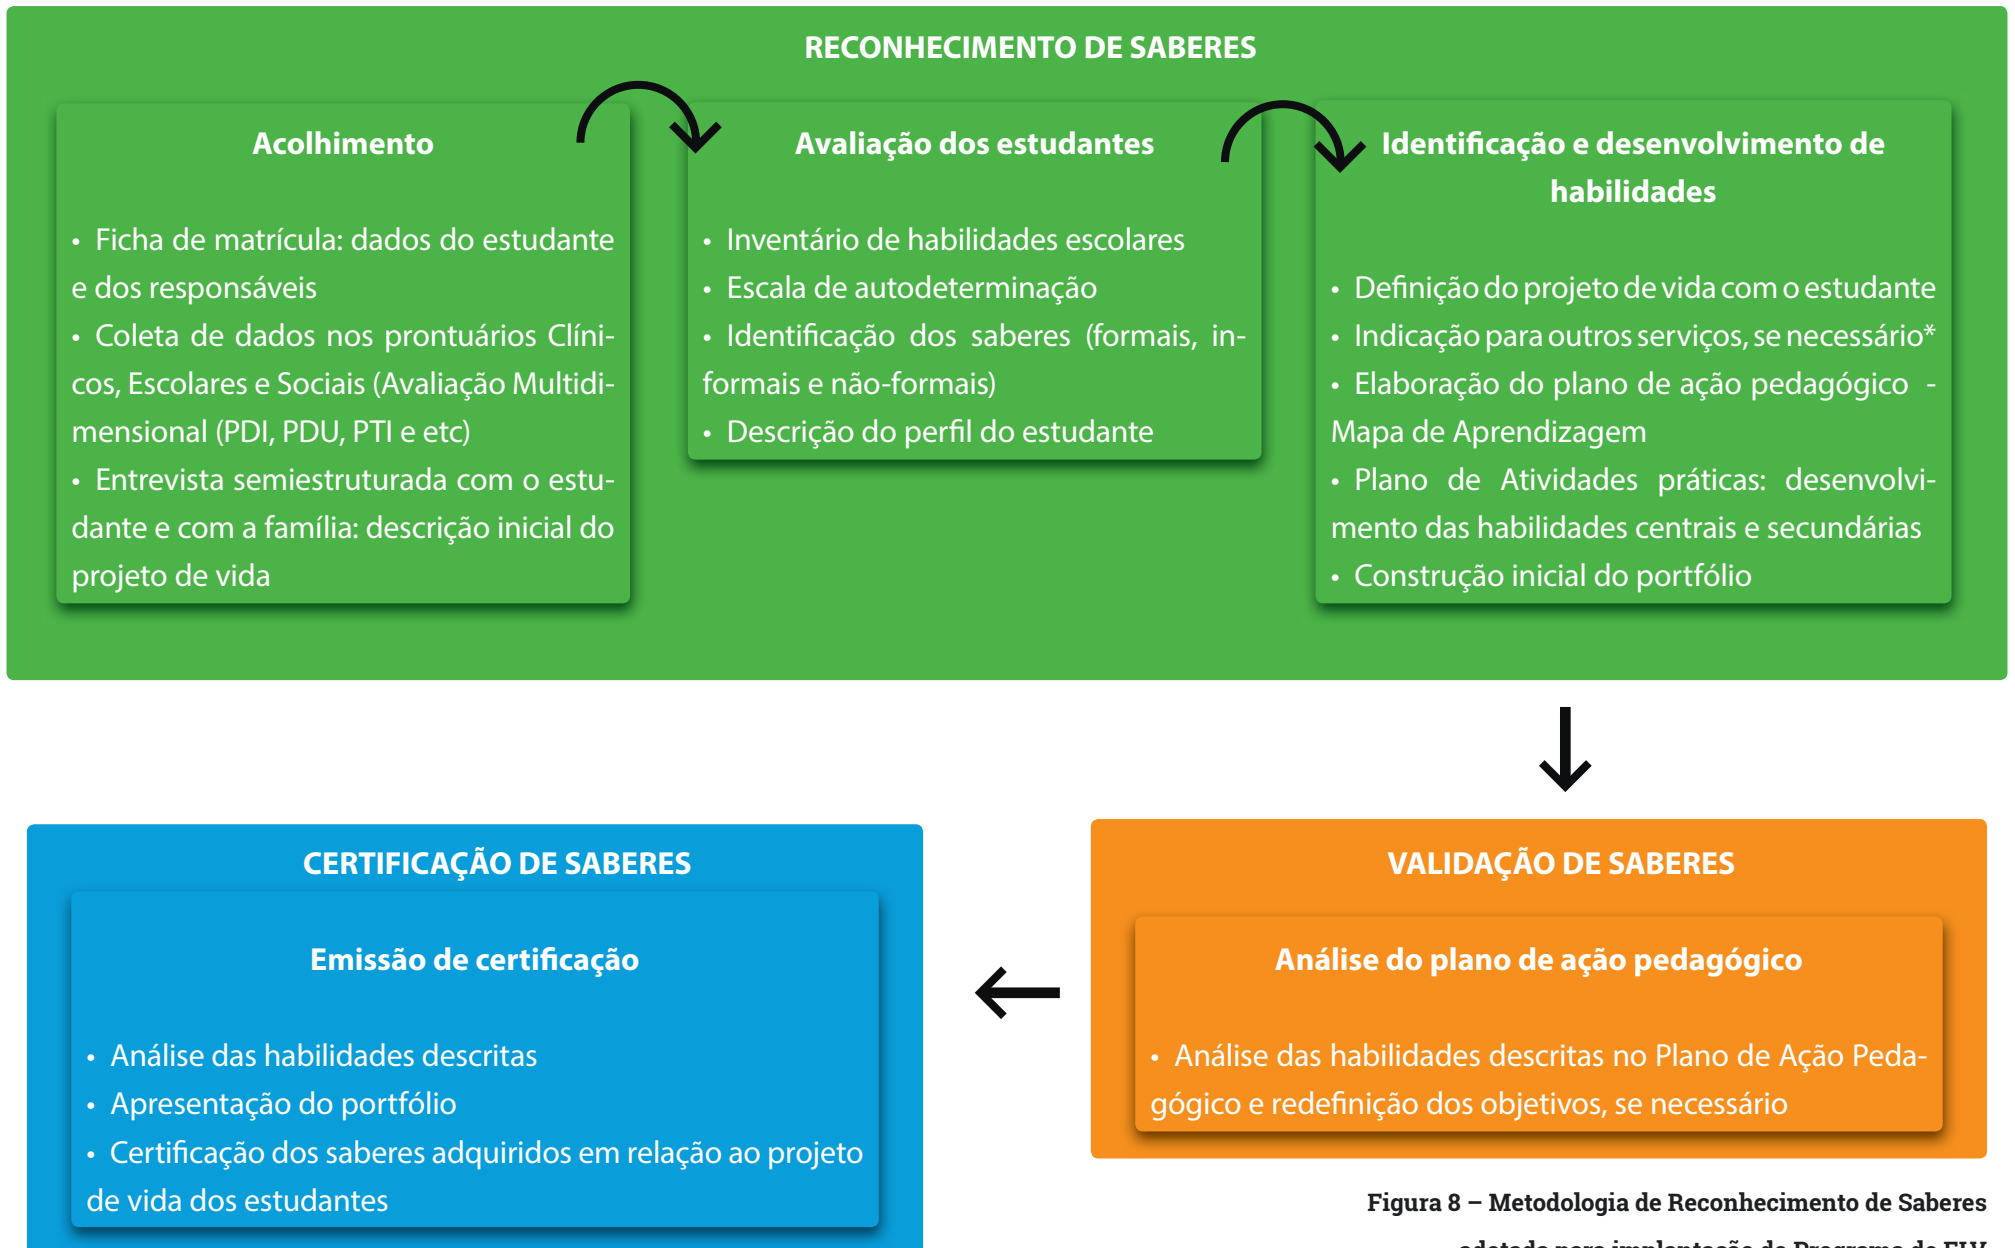 RECONHECIMENTO DE SABERES
Acolhimento
• Ficha de matrícula: dados do estudante
e dos responsáveis
• Coleta de dados nos prontuários Clíni-
cos, Escolares e Sociais (Avaliação Multidi-
mensional (PDI, PDU, PTI e etc)
• Entrevista semiestruturada com o estu-
dante e com a família: descrição inicial do
projeto de vida
Avaliação dos estudantes
• Inventário de habilidades escolares
• Escala de autodeterminação
• Identificação dos saberes (formais, in-
formais e não-formais)
• Descrição do perfil do estudante
Identificação e desenvolvimento de
habilidades
• Definição do projeto de vida com o estudante
• Indicação para outros serviços, se necessário*
• Elaboração do plano de ação pedagógico -
Mapa de Aprendizagem
• Plano de Atividades práticas: desenvolvi-
mento das habilidades centrais e secundárias
• Construção inicial do portfólio
VALIDAÇÃO DE SABERES
Análise do plano de ação pedagógico
• Análise das habilidades descritas no Plano de Ação Peda-
gógico e redefinição dos objetivos, se necessário
CERTIFICAÇÃO DE SABERES
Emissão de certificação
• Análise das habilidades descritas
• Apresentação do portfólio
• Certificação dos saberes adquiridos em relação ao projeto
de vida dos estudantes
Figura 8 – Metodologia de Reconhecimento de Saberes
para implantação do Programa de